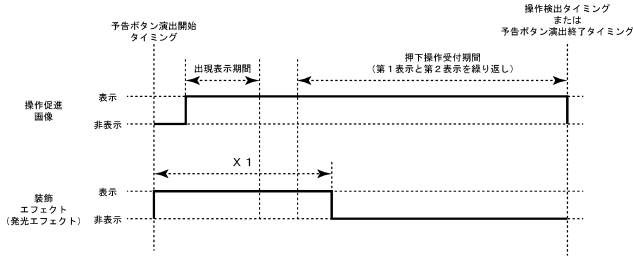 予告ボタン演出開始
タイミング
操作検出タイミング
または
予告ボタン演出終了タイミング
出現表示期間
押下操作受付期間
（第１表示と第２表示を繰り返し）
操作促進
画像
表示
非表示
X 1
装飾
エフェクト
（発光エフェクト）
表示
非表示